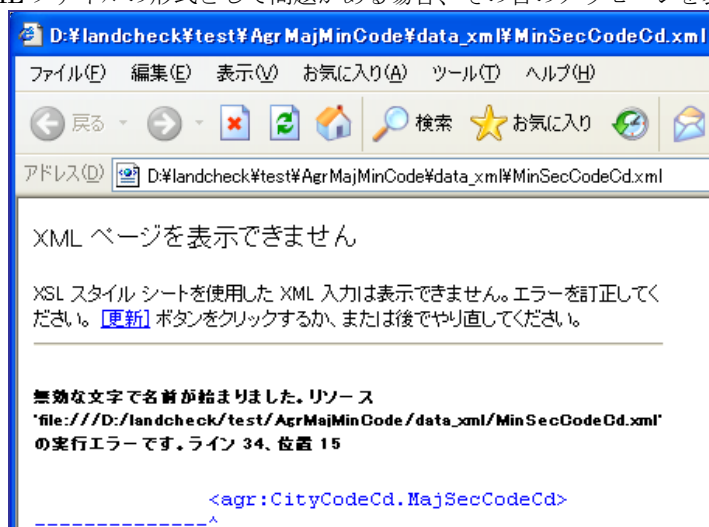 D:¥landcheck¥test¥AgrMajMinCode¥data_xml¥MinSecCodeCd.xml
ファイル(F) 編集(E) 表示(V) お気に入り(A) ツール(T) ヘルプ(H)
戻る 検索 お気に入り
アドレス(D) D:¥landcheck¥test¥AgrMajMinCode¥data_xml¥MinSecCodeCd.xml
XML ページを表示できません
XSL スタイル シートを使用した XML 入力は表示できません。エラーを訂正してく
ださい。[更新] ボタンをクリックするか、または後でやり直してください。
無効な文字で名前が始まりました。リソース
'file:///D:/landcheck/test/AgrMajMinCode/data_xml/MinSecCodeCd.xml'
の実行エラーです。ライン 34、位置 15
<agr:CityCodeCd.MajSecCodeCd>
--------------^